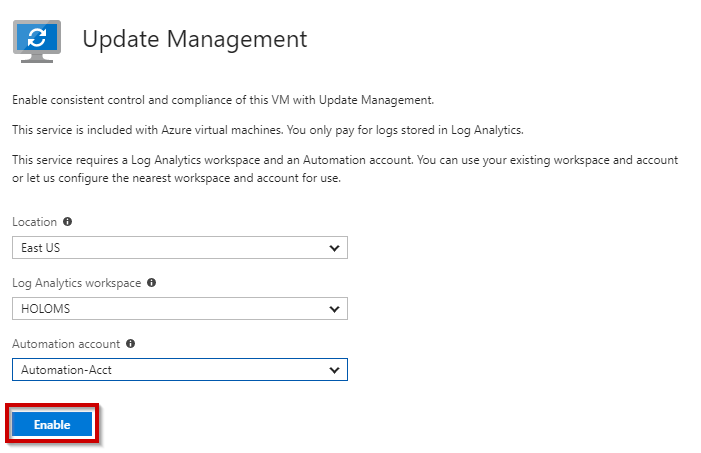 Update Management
Enable consistent control and compliance of this VM with Update Management.
This service is included with Azure virtual machines. You only pay for logs stored in Log Analytics.
This service requires a Log Analytics workspace and an Automation account. You can use your existing workspace and account
or let us configure the nearest workspace and account for use.
Location
East US
Log Analytics workspace
HOLOMS
Automation account
Automation-Acct
Enable